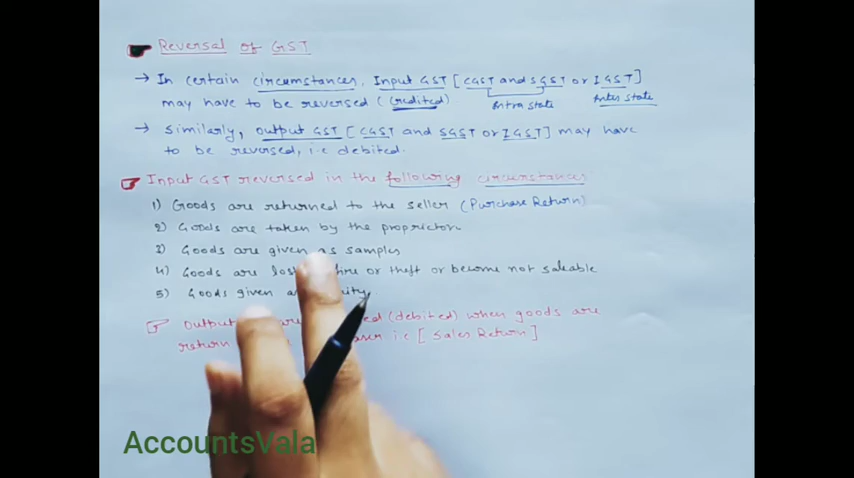 Reversal of GST
→ In certain circumstances, Input GST [CGST and SGST or IGST]
may have to be reversed (credited). Intra state Inter state
→ Similarly, output GST [CGST and SGST or IGST] may have
to be reversed, i.e debited.
Input GST reversed in the following circumstances
1) Goods are returned to the seller (Purchase Return)
2) Goods are taken by the proprietor
3) Goods are given as samples
4) Goods are lost fire or theft or become not saleable
5) Goods given
Output (debited) when goods are
return i.e [Sales Return]
AccountsVala